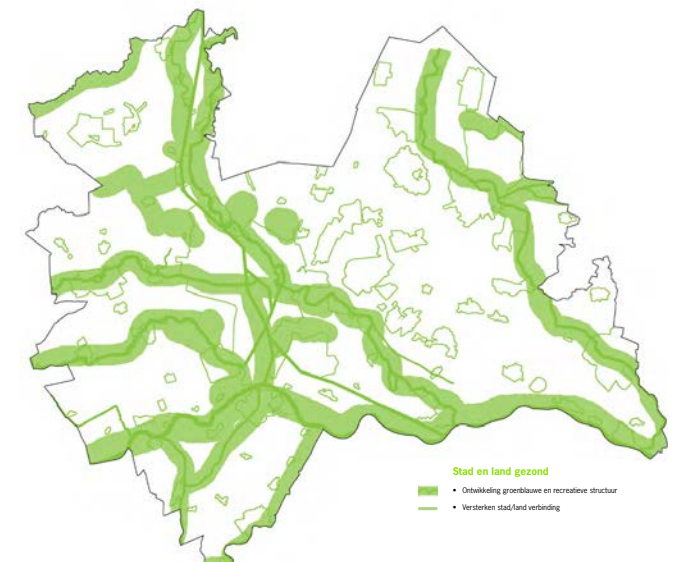 Stad en land gezond
• Ontwikkeling groenblauwe en recreatieve structuur
• Versterken stad/land verbinding